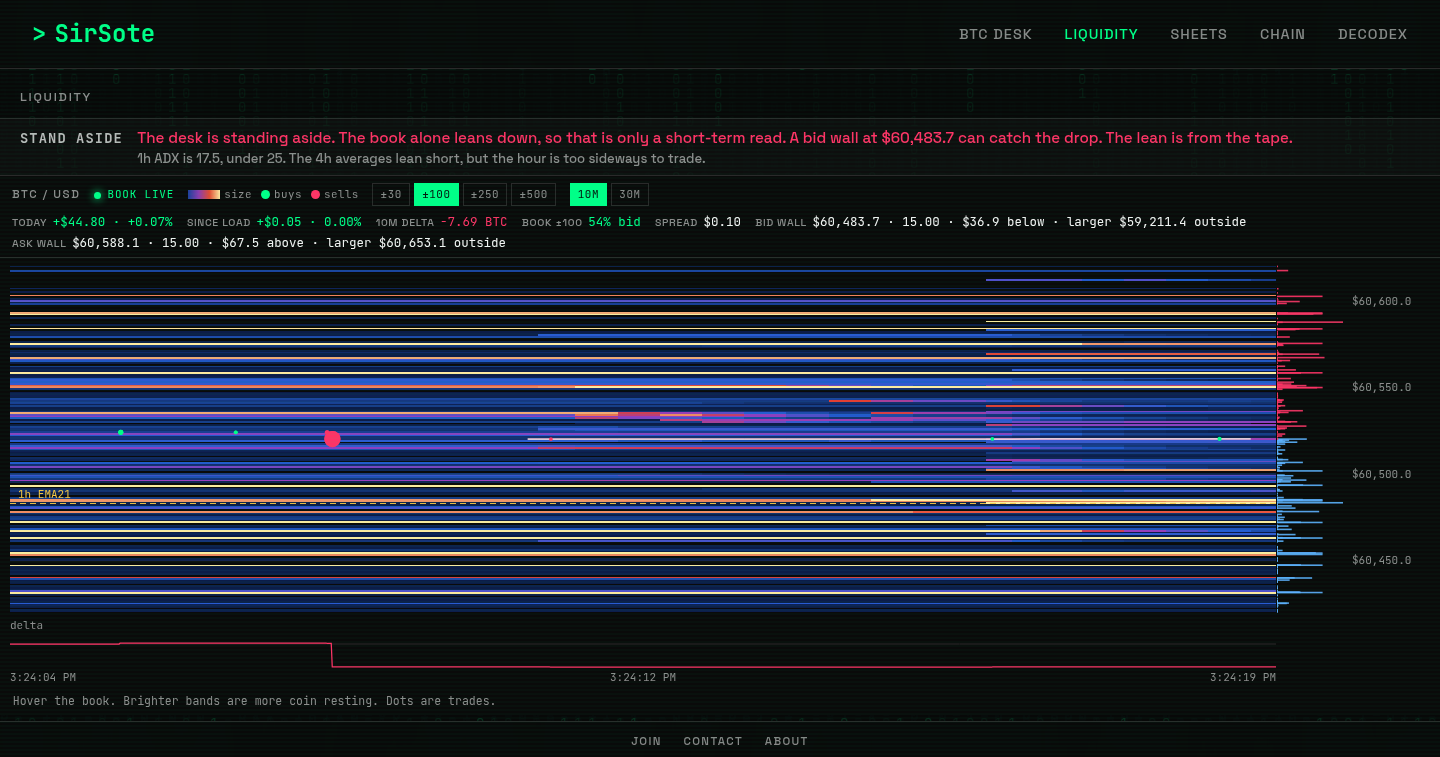 > SirSote
BTC DESK LIQUIDITY SHEETS CHAIN DECODEX
LIQUIDITY
STAND ASIDE The desk is standing aside. The book alone leans down, so that is only a short-term read. A bid wall at $60,483.7 can catch the drop. The lean is from the tape.
1h ADX is 17.5, under 25. The 4h averages lean short, but the hour is too sideways to trade.
BTC / USD BOOK LIVE size buys sells ±30 ±100 ±250 ±500 10M 30M
TODAY +$44.80 · +0.07% SINCE LOAD +$0.05 · 0.00% 10M DELTA -7.69 BTC BOOK ±100 54% bid SPREAD $0.10 BID WALL $60,483.7 · 15.00 · $36.9 below · larger $59,211.4 outside
ASK WALL $60,588.1 · 15.00 · $67.5 above · larger $60,653.1 outside
$60,600.0
$60,550.0
$60,500.0
1h EMA21
$60,450.0
delta
3:24:04 PM 3:24:12 PM 3:24:19 PM
Hover the book. Brighter bands are more coin resting. Dots are trades.
JOIN CONTACT ABOUT